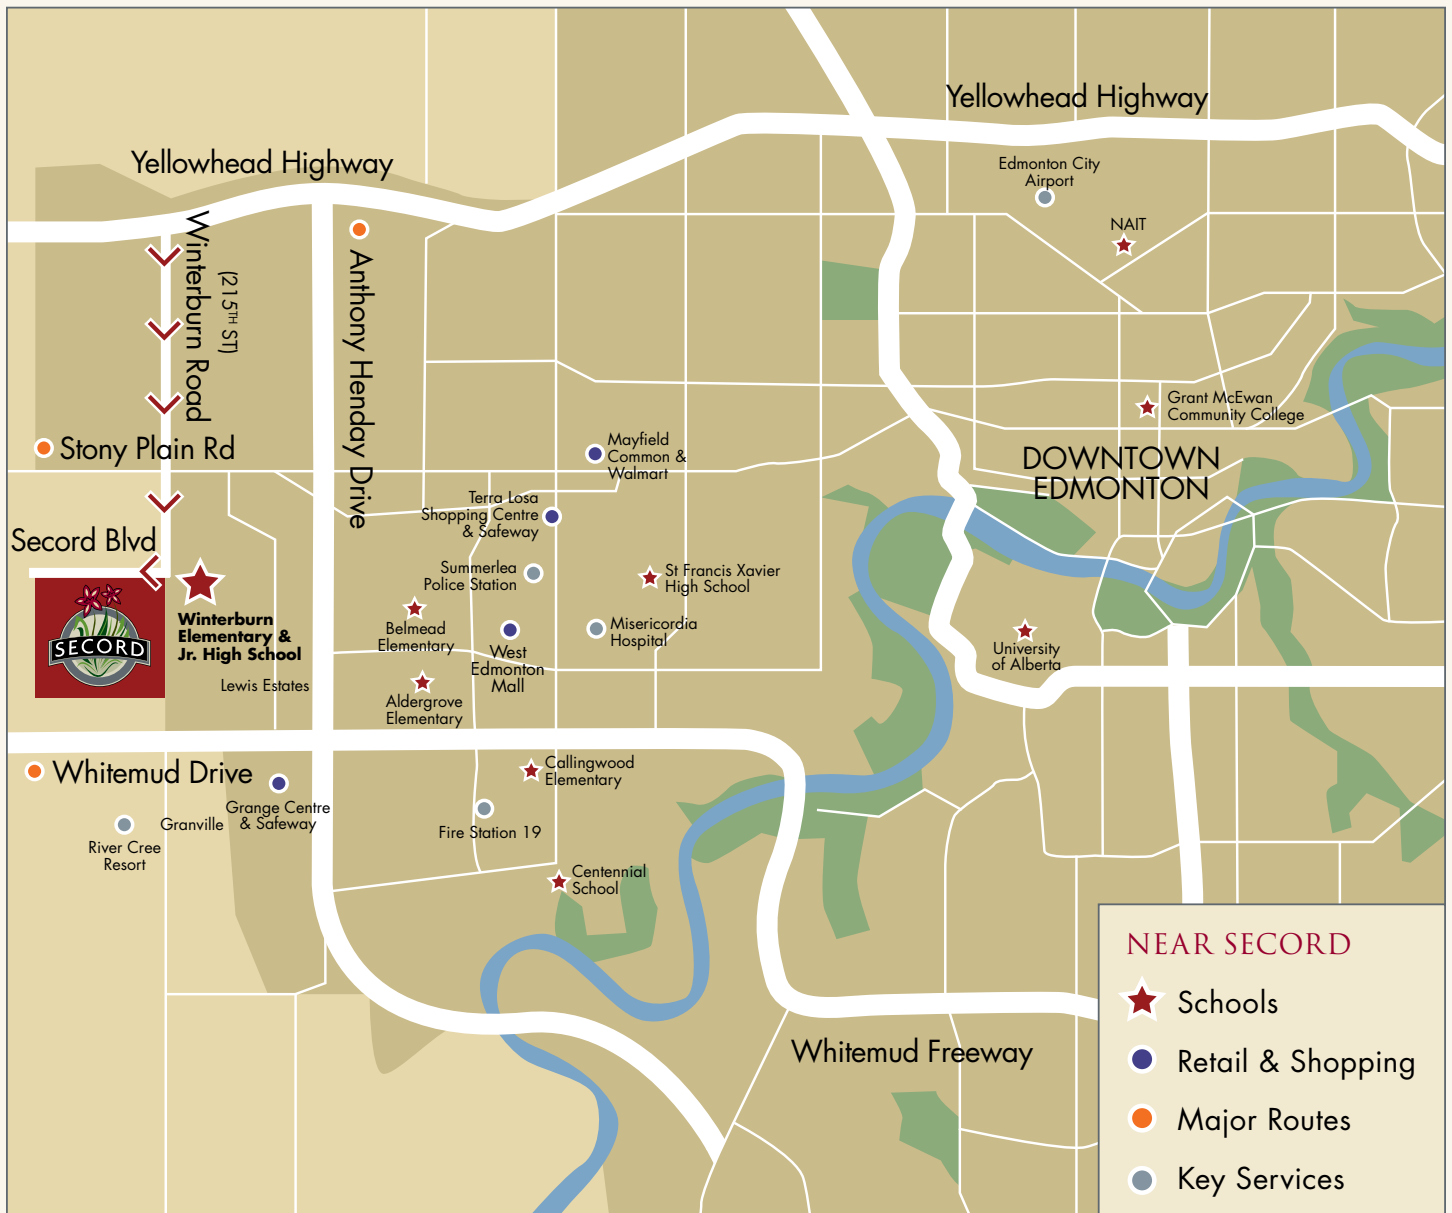 Yellowhead Highway
Yellowhead Highway
Edmonton City
Airport
NAIT
Winterburn Road
(215TH ST)
Anthony Henday Drive
Grant McEwan
Community College
Stony Plain Rd
Mayfield
Common &
Walmart
DOWNTOWN
EDMONTON
Terra Losa
Shopping Centre
& Safeway
Secord Blvd
Summerlea
Police Station
St Francis Xavier
High School
SECORD
Winterburn
Elementary &
Jr. High School
Lewis Estates
Belmead
Elementary
West
Edmonton
Mall
Misericordia
Hospital
University
of Alberta
Aldergrove
Elementary
Whitemud Drive
Callingwood
Elementary
Grange Centre
& Safeway
Granville
River Cree
Resort
Fire Station 19
Centennial
School
Whitemud Freeway
NEAR SECORD
Schools
Retail & Shopping
Major Routes
Key Services